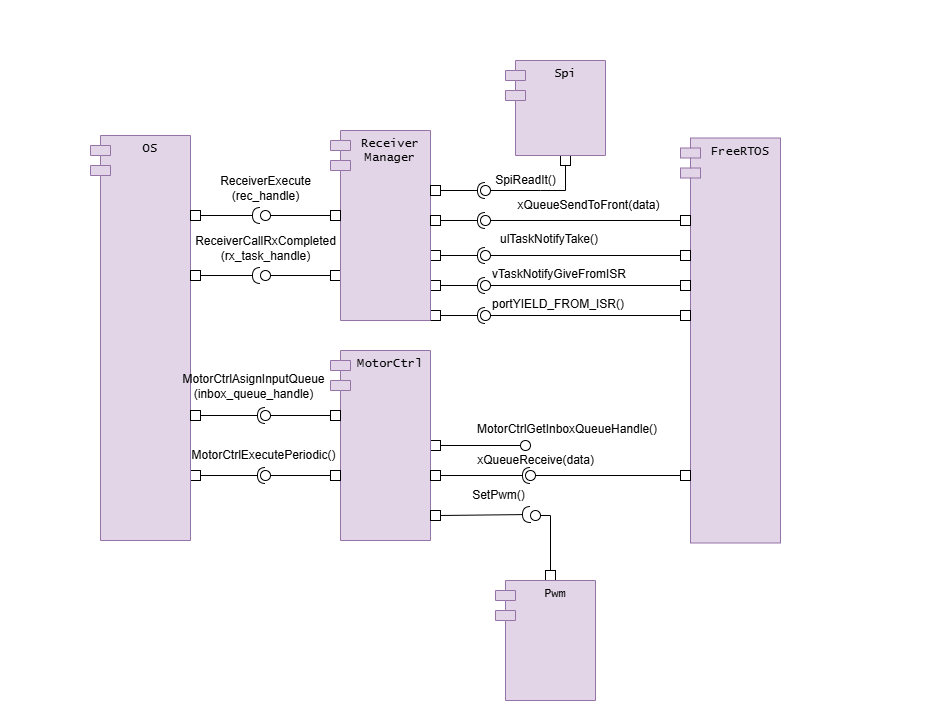 Spi
OS
Receiver
Manager
FreeRTOS
ReceiverExecute
(rec_handle)
SpiReadIt()
xQueueSendToFront(data)
ReceiverCallRxCompleted
(rx_task_handle)
ulTaskNotifyTake()
vTaskNotifyGiveFromISR
portYIELD_FROM_ISR()
MotorCtrl
MotorCtrlAsignInputQueue
(inbox_queue_handle)
MotorCtrlGetInboxQueueHandle()
MotorCtrlExecutePeriodic()
xQueueReceive(data)
SetPwm()
Pwm